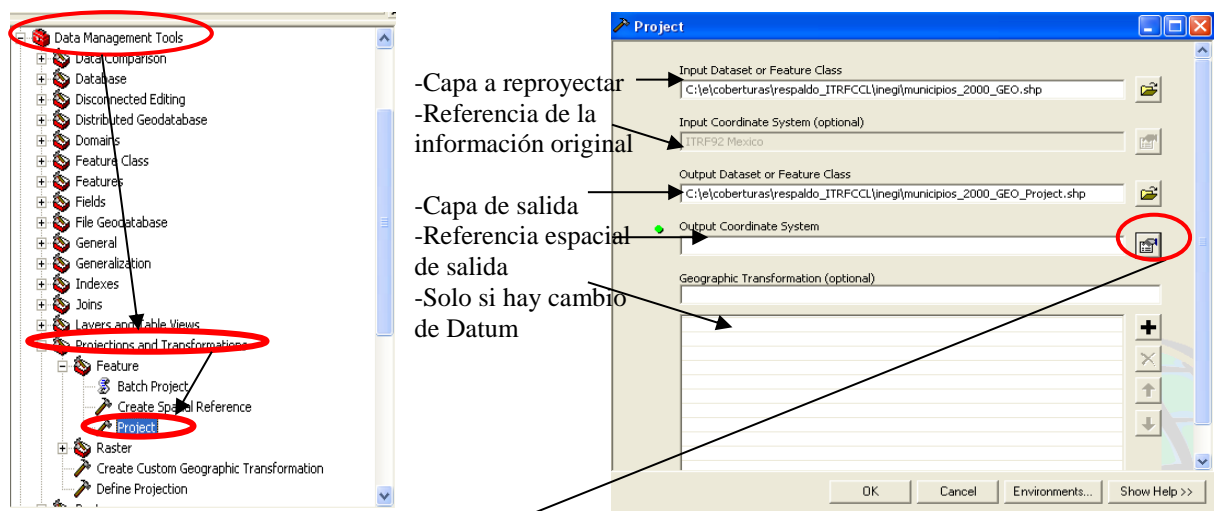 Data Management Tools
Data Comparison
Database
Disconnected Editing
Distributed Geodatabase
Domains
Feature Class
Features
Fields
File Geodatabase
General
Generalization
Indexes
Joins
Layers and Table Views
Projections and Transformations
Feature
Batch Project
Create Spatial Reference
Project
Raster
Create Custom Geographic Transformation
Define Projection
-Capa a reproyectar
-Referencia de la
información original
-Capa de salida
-Referencia espacial
de salida
-Solo si hay cambio
de Datum
Project
Input Dataset or Feature Class
C:\e\coberturas\respaldo_ITRFCCL\inegi\municipios_2000_GEO.shp
Input Coordinate System (optional)
ITRF92 Mexico
Output Dataset or Feature Class
C:\e\coberturas\respaldo_ITRFCCL\inegi\municipios_2000_GEO_Project.shp
Output Coordinate System
Geographic Transformation (optional)
OK
Cancel
Environments...
Show Help >>